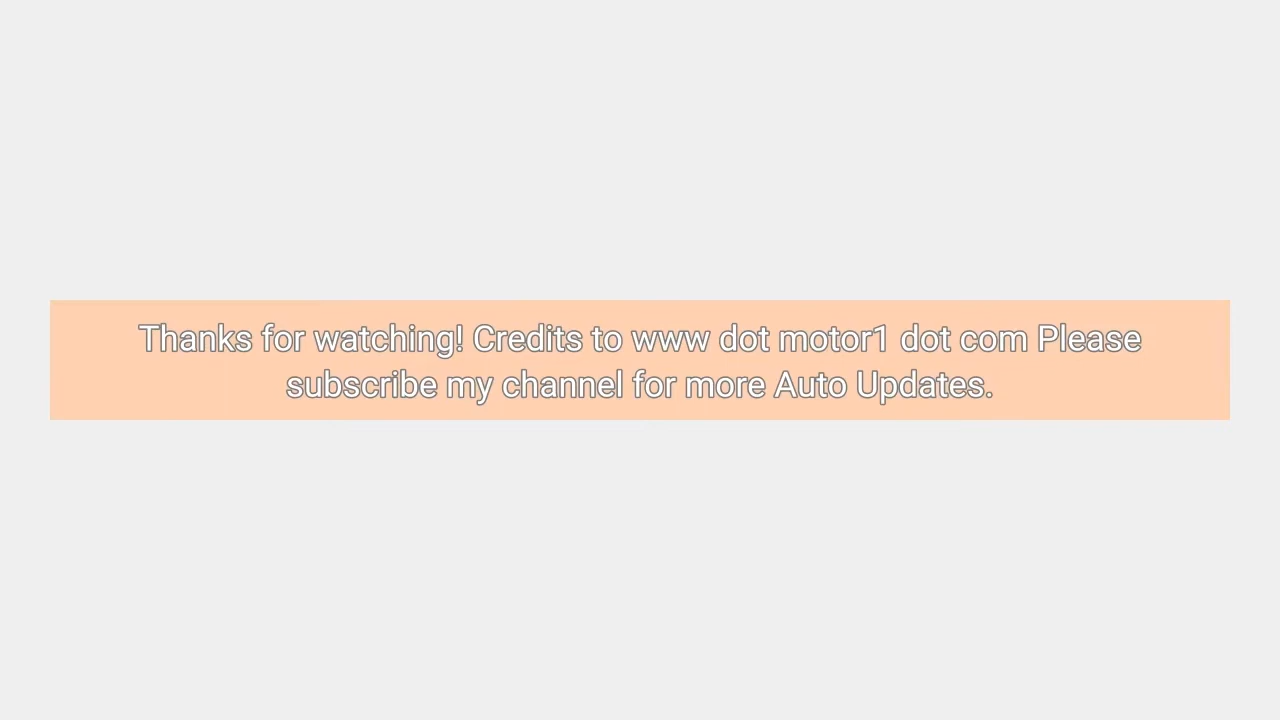 Thanks for watching! Credits to www dot motor1 dot com Please
subscribe my channel for more Auto Updates.